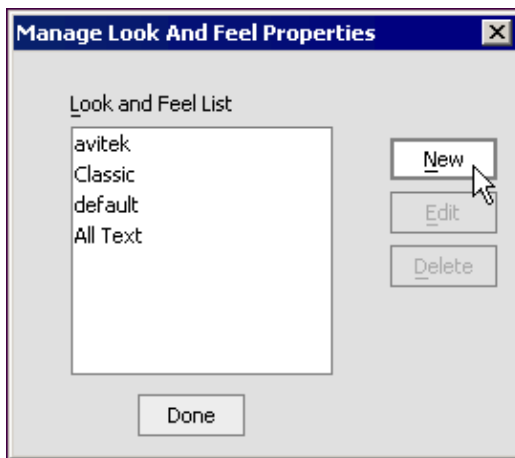 Manage Look And Feel Properties
Look and Feel List
avitek
Classic
default
All Text
New
Edit
Delete
Done